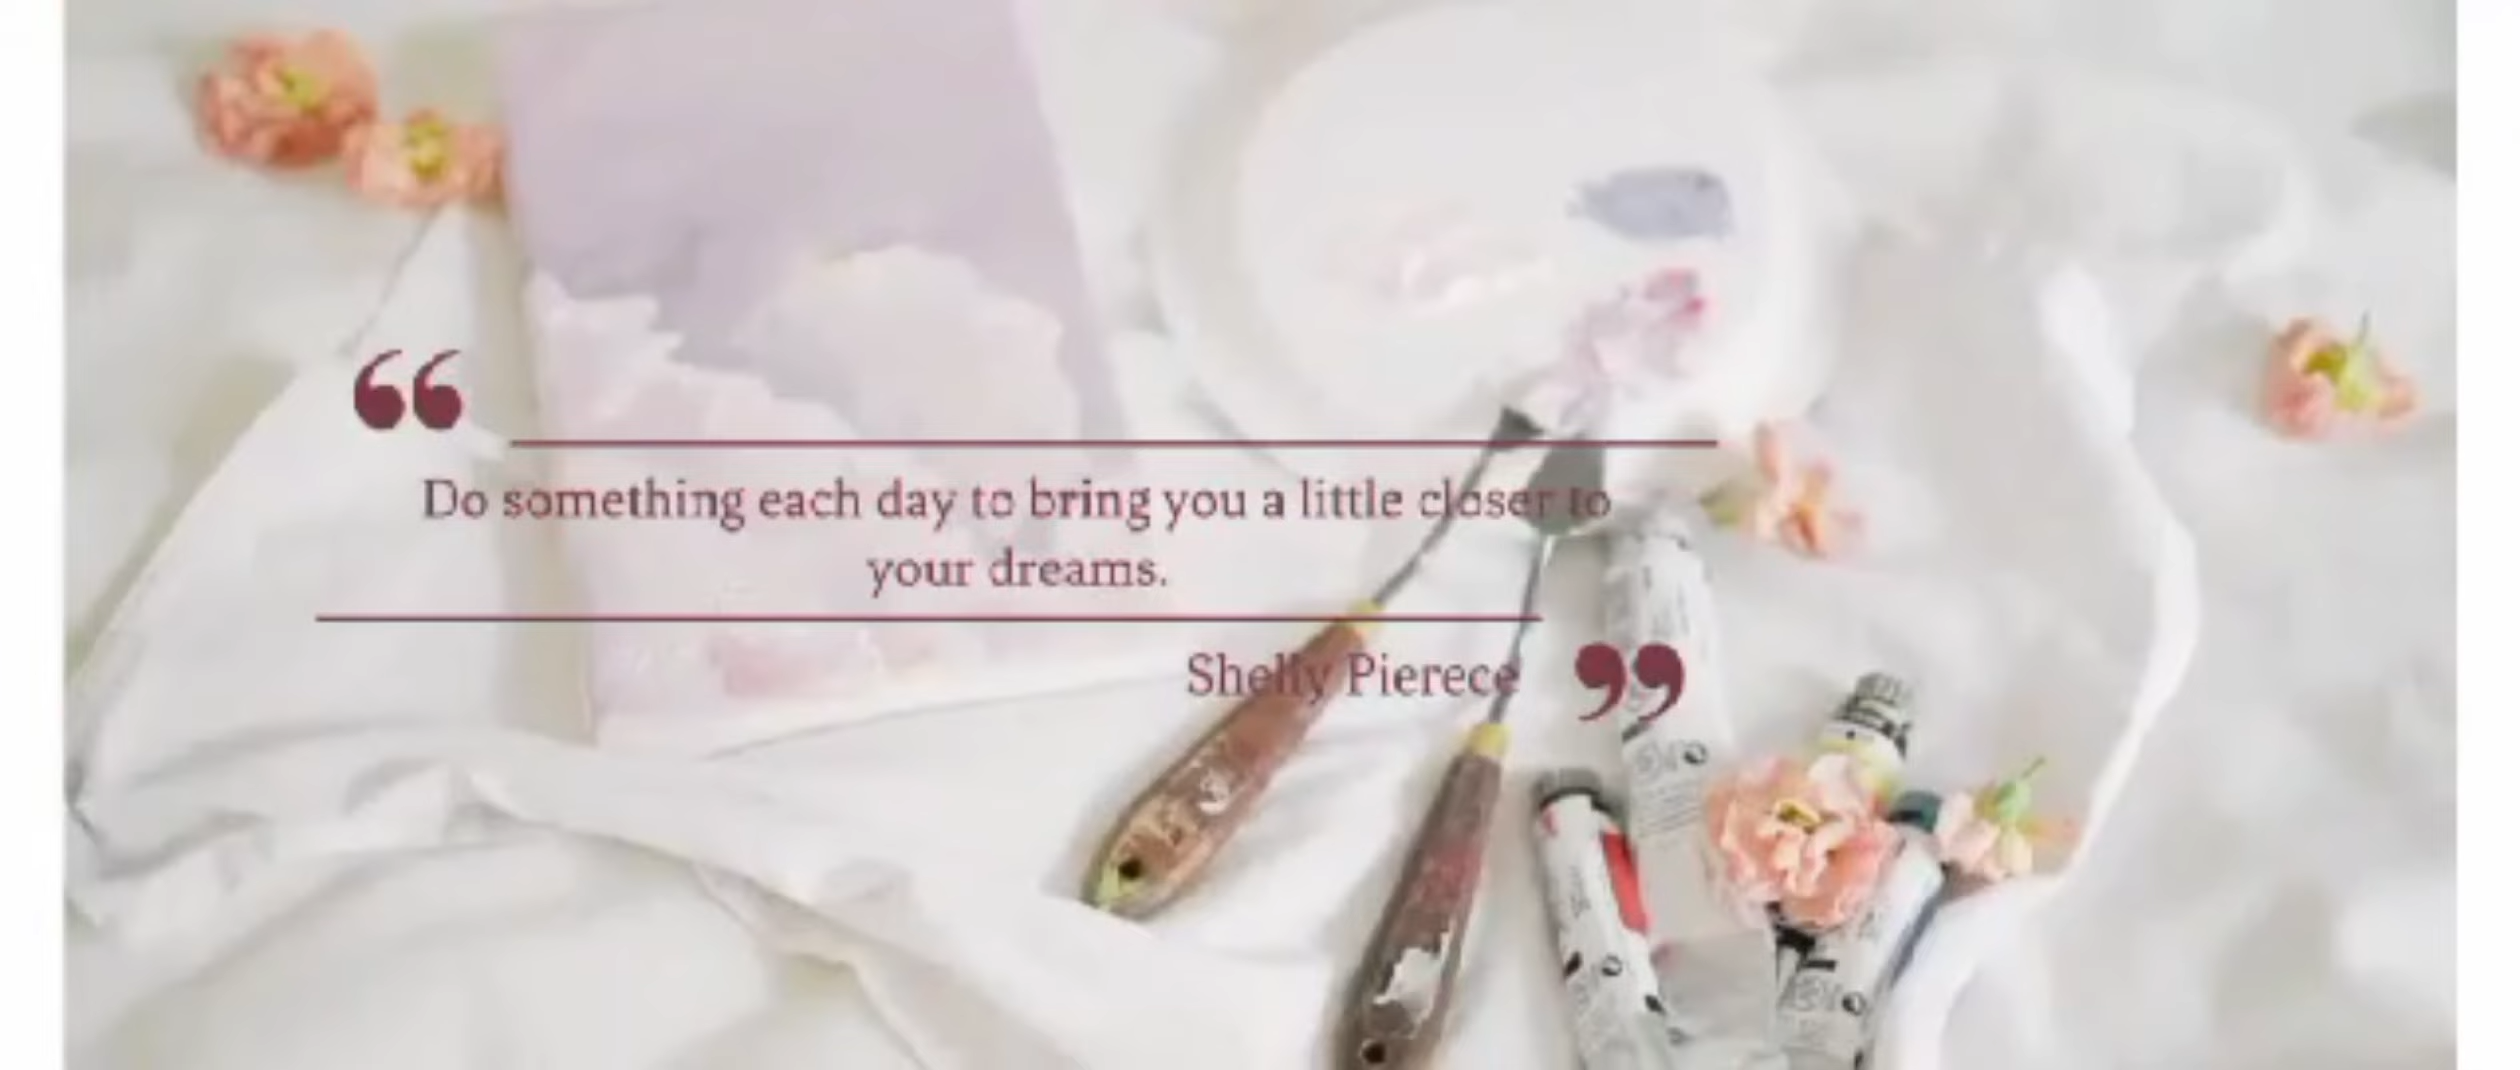 “
Do something each day to bring you a little closer to
your dreams.
Shelly Pierece
”